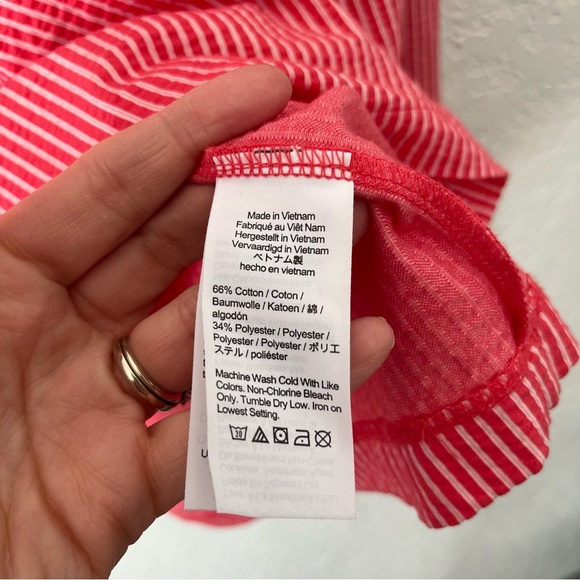 Made in Vietnam
Fabriqué au Viêt Nam
Hergestellt in Vietnam
Vervaardigd in Vietnam
ベトナム製
hecho en vietnam
66% Cotton / Coton /
Baumwolle / Katoen / 綿 /
algodón
34% Polyester / Polyester /
Polyester / Polyester / ポリエ
ステル / poliéster
Machine Wash Cold With Like
Colors. Non-Chlorine Bleach
Only. Tumble Dry Low. Iron on
Lowest Setting.
30